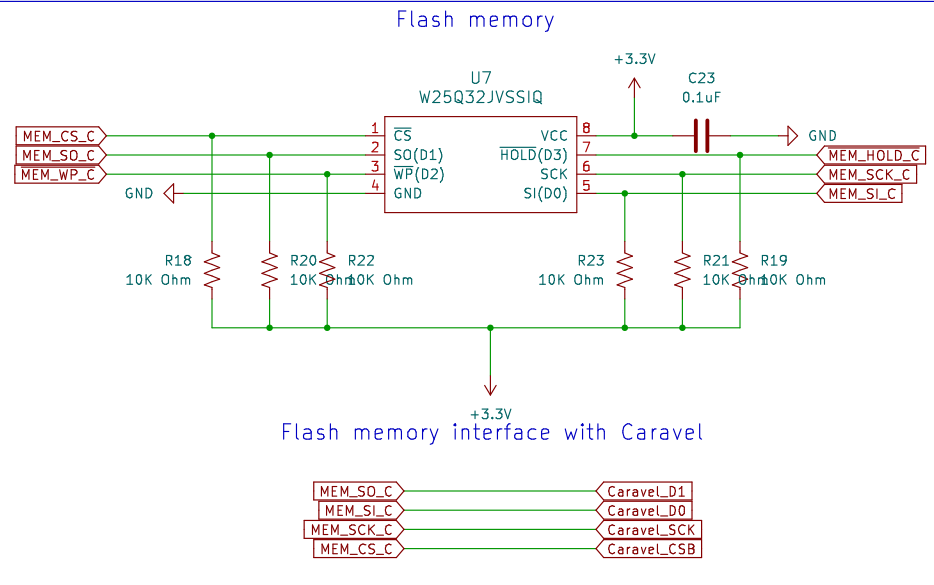 Flash memory
+3.3V
U7
W25Q32JVSSIQ
C23
0.1uF
MEM_CS_C
1
CS
VCC
8
GND
MEM_SO_C
2
SO(D1)
HOLD(D3)
7
MEM_HOLD_C
MEM_WP_C
3
WP(D2)
SCK
6
MEM_SCK_C
GND
4
GND
SI(D0)
5
MEM_SI_C
R18
10K Ohm
R20
10K Ohm
R22
10K Ohm
R23
10K Ohm
R21
10K Ohm
R19
10K Ohm
+3.3V
Flash memory interface with Caravel
MEM_SO_C
Caravel_D1
MEM_SI_C
Caravel_D0
MEM_SCK_C
Caravel_SCK
MEM_CS_C
Caravel_CSB